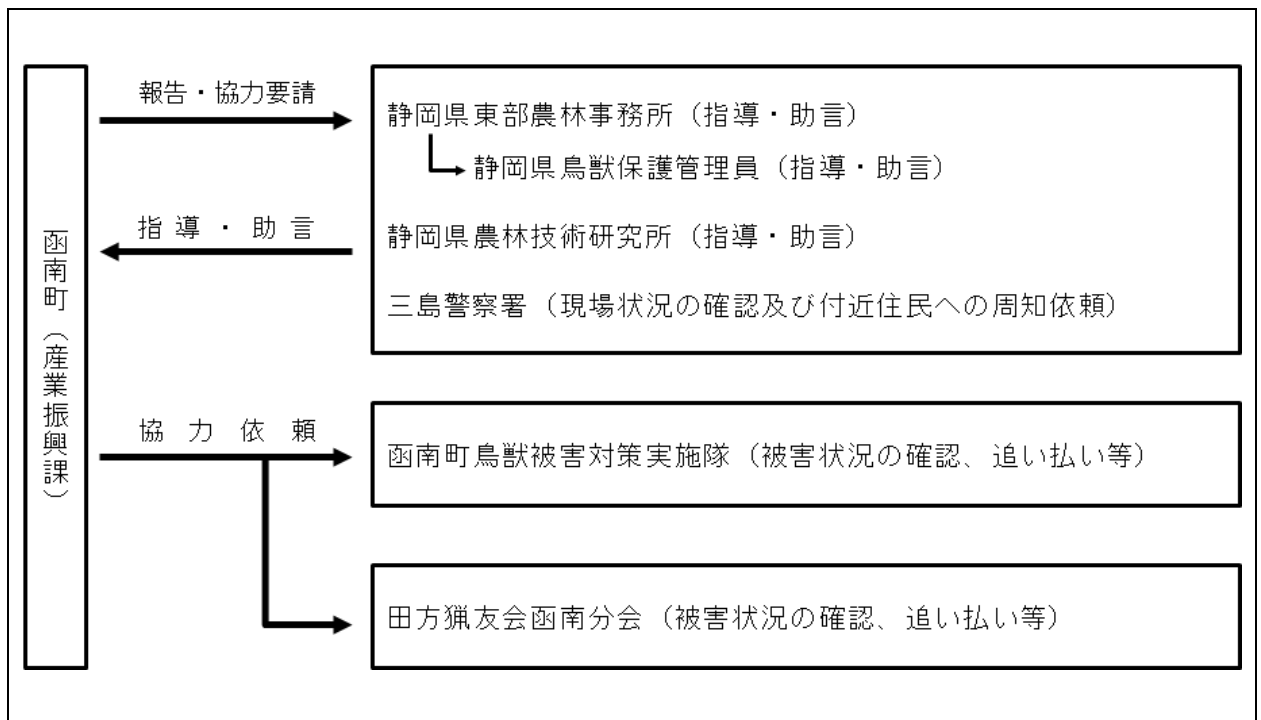 函南町（産業振興課）
報告・協力要請
静岡県東部農林事務所（指導・助言）
静岡県鳥獣保護管理員（指導・助言）
指導・助言
静岡県農林技術研究所（指導・助言）
三島警察署（現場状況の確認及び付近住民への周知依頼）
協力依頼
函南町鳥獣被害対策実施隊（被害状況の確認、追い払い等）
田方猟友会函南分会（被害状況の確認、追い払い等）